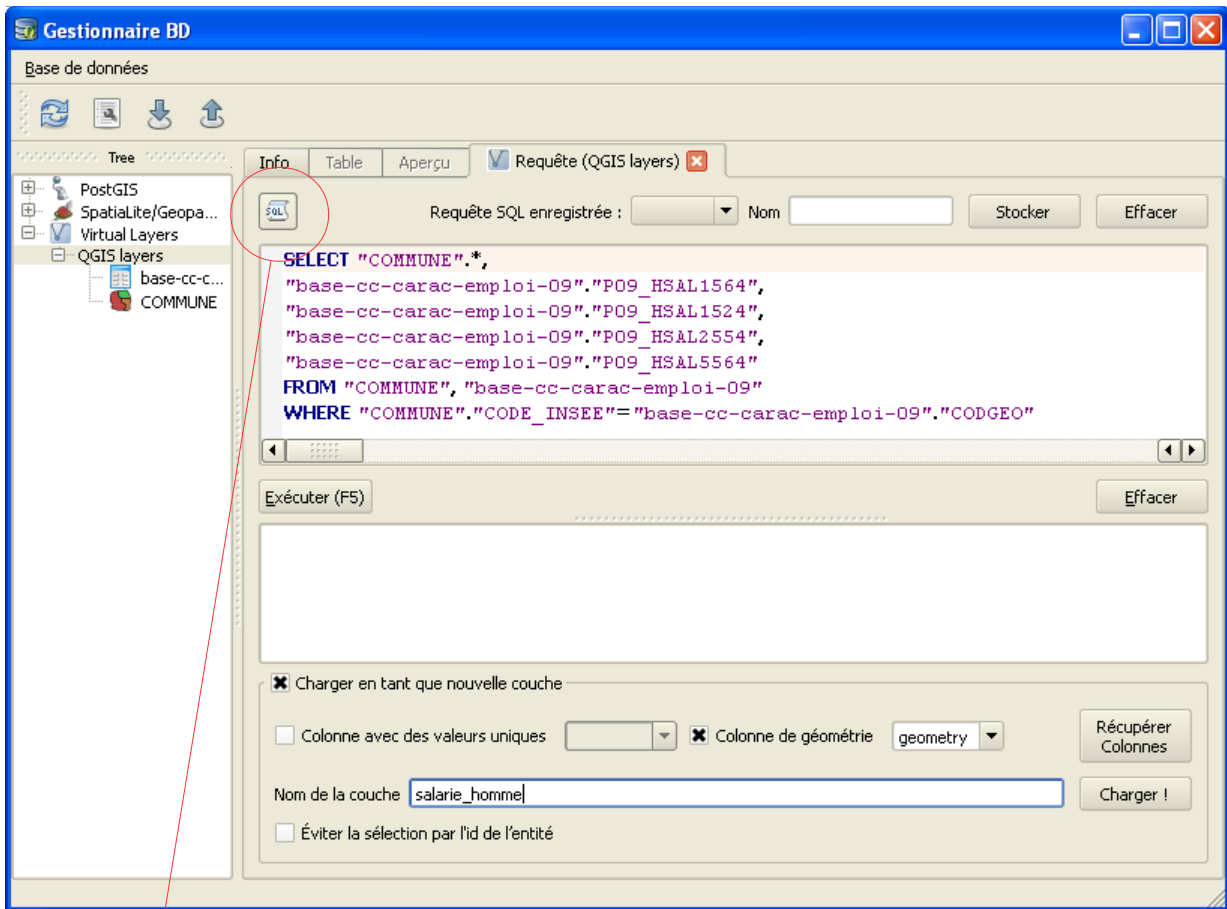 Gestionnaire BD
Base de données
Tree
Info Table Aperçu Requête (QGIS layers)
PostGIS
SpatiaLite/Geopa...
Virtual Layers
QGIS layers
base-cc-c...
COMMUNE
SQL Requête SQL enregistrée : Nom Stocker Effacer
SELECT "COMMUNE".*,
"base-cc-carac-emploi-09"."P09_HSAL1564",
"base-cc-carac-emploi-09"."P09_HSAL1524",
"base-cc-carac-emploi-09"."P09_HSAL2554",
"base-cc-carac-emploi-09"."P09_HSAL5564"
FROM "COMMUNE", "base-cc-carac-emploi-09"
WHERE "COMMUNE"."CODE_INSEE"="base-cc-carac-emploi-09"."CODGEO"
Exécuter (F5) Effacer
Charger en tant que nouvelle couche
Colonne avec des valeurs uniques Colonne de géométrie geometry Récupérer
Colonnes
Nom de la couche salarie_homme Charger !
Éviter la sélection par l'id de l'entité